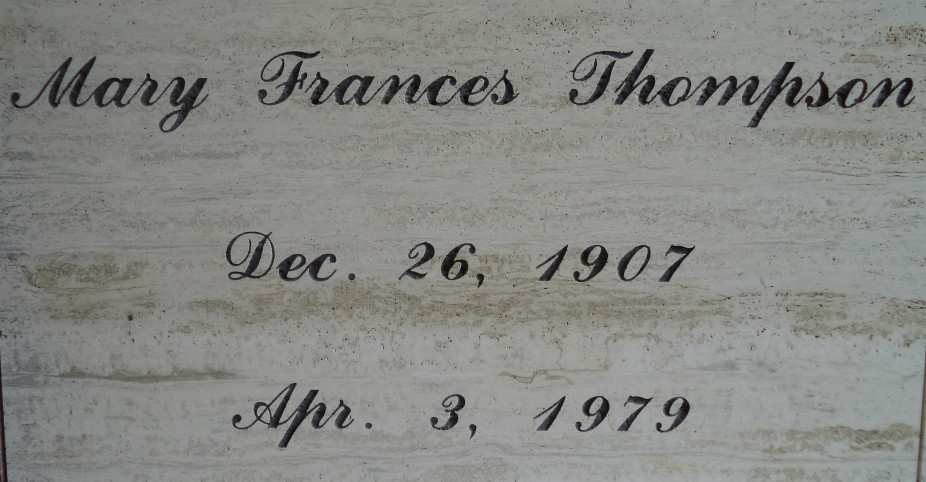 Mary Frances Thompson
Dec. 26, 1907
Apr. 3, 1979